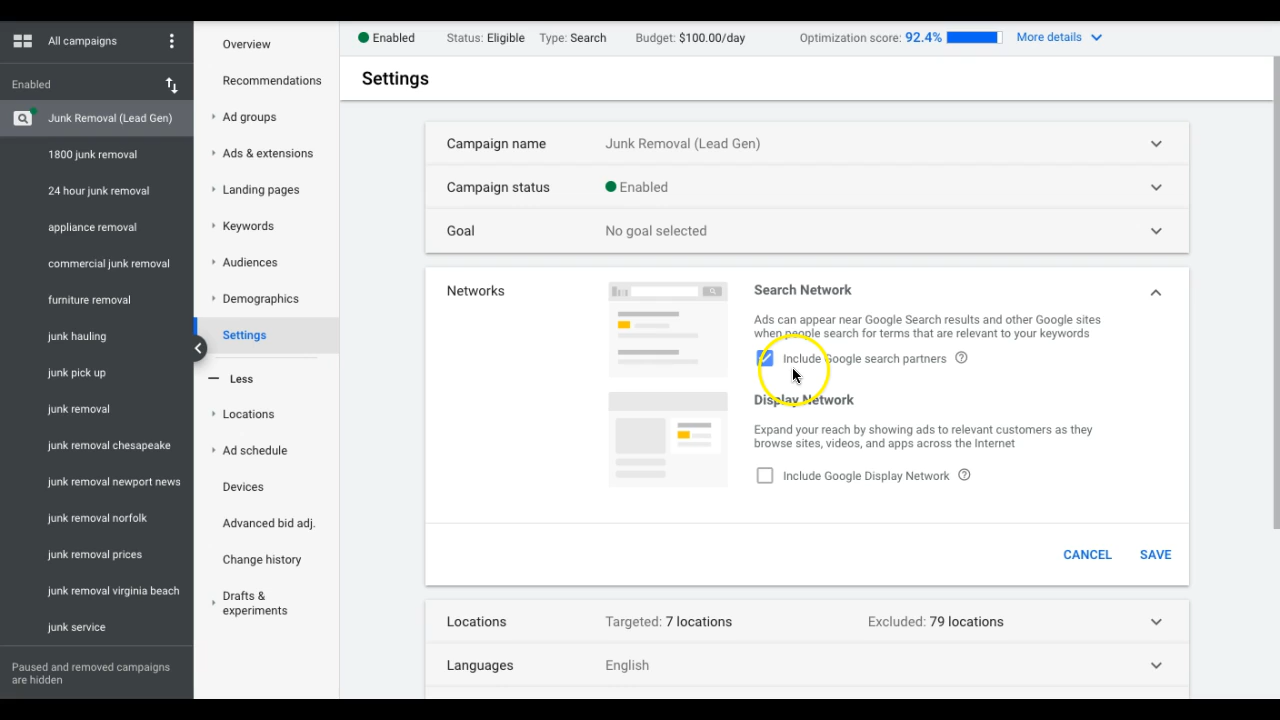 All campaigns
Enabled
Junk Removal (Lead Gen)
1800 junk removal
24 hour junk removal
appliance removal
commercial junk removal
furniture removal
junk hauling
junk pick up
junk removal
junk removal chesapeake
junk removal newport news
junk removal norfolk
junk removal prices
junk removal virginia beach
junk service
Paused and removed campaigns
are hidden
Overview
Recommendations
Ad groups
Ads & extensions
Landing pages
Keywords
Audiences
Demographics
Settings
Less
Locations
Ad schedule
Devices
Advanced bid adj.
Change history
Drafts &
experiments
Enabled Status: Eligible Type: Search Budget: $100.00/day Optimization score: 92.4% More details
Settings
Campaign name Junk Removal (Lead Gen)
Campaign status Enabled
Goal No goal selected
Networks
Search Network
Ads can appear near Google Search results and other Google sites
when people search for terms that are relevant to your keywords
Include Google search partners
Display Network
Expand your reach by showing ads to relevant customers as they
browse sites, videos, and apps across the Internet
Include Google Display Network
CANCEL SAVE
Locations Targeted: 7 locations Excluded: 79 locations
Languages English